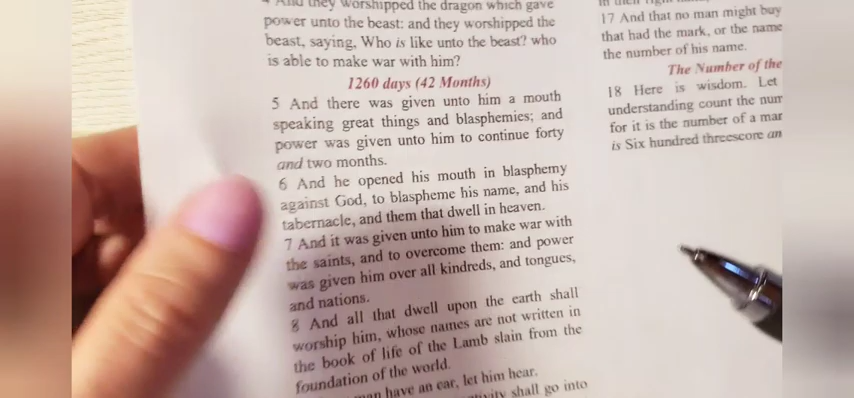 4 And they worshipped the dragon which gave
power unto the beast: and they worshipped the
beast, saying, Who is like unto the beast? who
is able to make war with him?
1260 days (42 Months)
5 And there was given unto him a mouth
speaking great things and blasphemies; and
power was given unto him to continue forty
and two months.
6 And he opened his mouth in blasphemy
against God, to blaspheme his name, and his
tabernacle, and them that dwell in heaven.
7 And it was given unto him to make war with
the saints, and to overcome them: and power
was given him over all kindreds, and tongues,
and nations.
8 And all that dwell upon the earth shall
worship him, whose names are not written in
the book of life of the Lamb slain from the
foundation of the world.
man have an ear, let him hear.
shall go into
17 And that no man might buy
that had the mark, or the name
the number of his name.
The Number of the
18 Here is wisdom. Let
understanding count the num
for it is the number of a man
is Six hundred threescore an